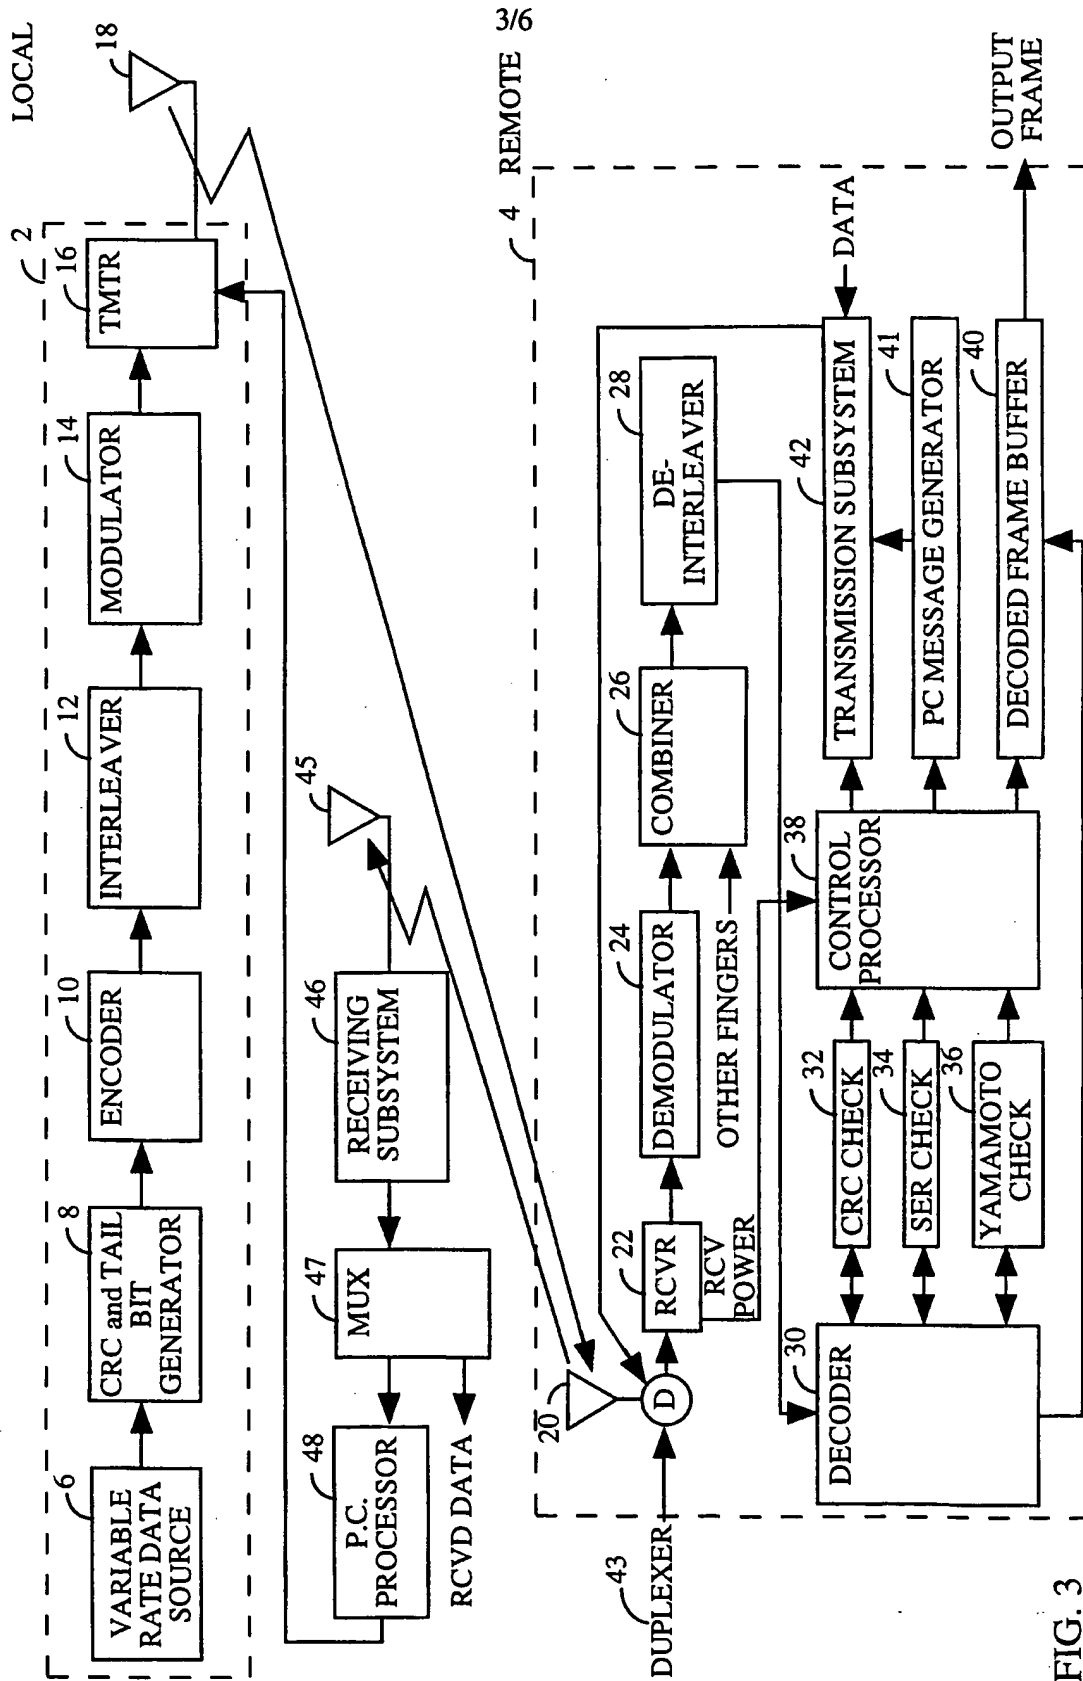 3/6
LOCAL
2
6
VARIABLE
RATE DATA
SOURCE
8
CRC and TAIL
BIT
GENERATOR
10
ENCODER
12
INTERLEAVER
14
MODULATOR
16
TMTR
18
48
P.C.
PROCESSOR
47
MUX
RCVD DATA
46
RECEIVING
SUBSYSTEM
45
REMOTE
4
20
D
43
DUPLEXER
22
RCVR
RCV
POWER
24
DEMODULATOR
OTHER FINGERS
26
COMBINER
28
DE-
INTERLEAVER
30
DECODER
32
CRC CHECK
34
SER CHECK
36
YAMAMOTO
CHECK
38
CONTROL
PROCESSOR
42
TRANSMISSION SUBSYSTEM
DATA
41
PC MESSAGE GENERATOR
40
DECODED FRAME BUFFER
OUTPUT
FRAME
FIG. 3